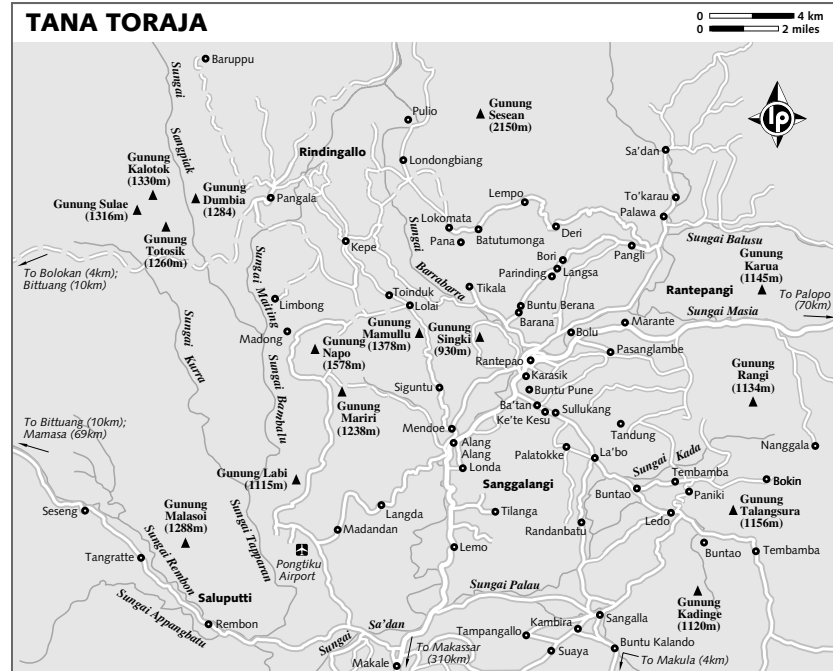 TANA TORAJA
0 4 km
0 2 miles
Baruppu
Sungai
Sangpiak
Pulio
Gunung
Sesean
(2150m)
lp
Rindingallo
Londongbiang
Sa'dan
Gunung
Kalotok
(1330m)
Gunung Sulae
(1316m)
Gunung
Dumbia
(1284)
Gunung
Totosik
(1260m)
Pangala
Lempo
To'karau
Palawa
Lokomata
Pana
Batutumonga
Deri
Kepe
Sungai
Barrabarra
Bori
Parinding
Langsa
Pangli
Sungai Balusu
Gunung
Karua
(1145m)
To Bolokan (4km);
Bittuang (10km)
Sungai Maiting
Limbong
Toinduk
Lolai
Tikala
Buntu Berana
Barana
Rantepangi
To Palopo
(70km)
Sungai Masia
Madong
Gunung
Napo
(1578m)
Gunung
Mamullu
(1378m)
Gunung
Singki
(930m)
Bolu
Marante
Rantepao
Pasanglambe
Sungai
Kurra
Sungai Bambalu
Karasik
Buntu Pune
Gunung
Rangi
(1134m)
Siguntu
Gunung
Mariri
(1238m)
Ba'tan
Ke'te Kesu
Sullukang
To Bittuang (10km);
Mamasa (69km)
Mendoe
Tandung
Alang
Alang
Londa
Palatokke
La'bo
Nanggala
Sungai Kada
Gunung Labi
(1115m)
Sanggalangi
Tembamba
Buntao
Paniki
Bokin
Seseng
Gunung
Malasoi
(1288m)
Sungai Tapparan
Langda
Madandan
Tilanga
Randanbatu
Ledo
Gunung
Talangsura
(1156m)
Tangratte
Sungai Rembon
Pongtiku
Airport
Lemo
Buntao
Tembamba
Saluputti
Sungai Palau
Gunung
Kadinge
(1120m)
Sungai Appangbatu
Rembon
Sungai
Sa'dan
Tampangallo
Kambira
Sangalla
Makale
To Makassar
(310km)
Suaya
Buntu Kalando
To Makula (4km)